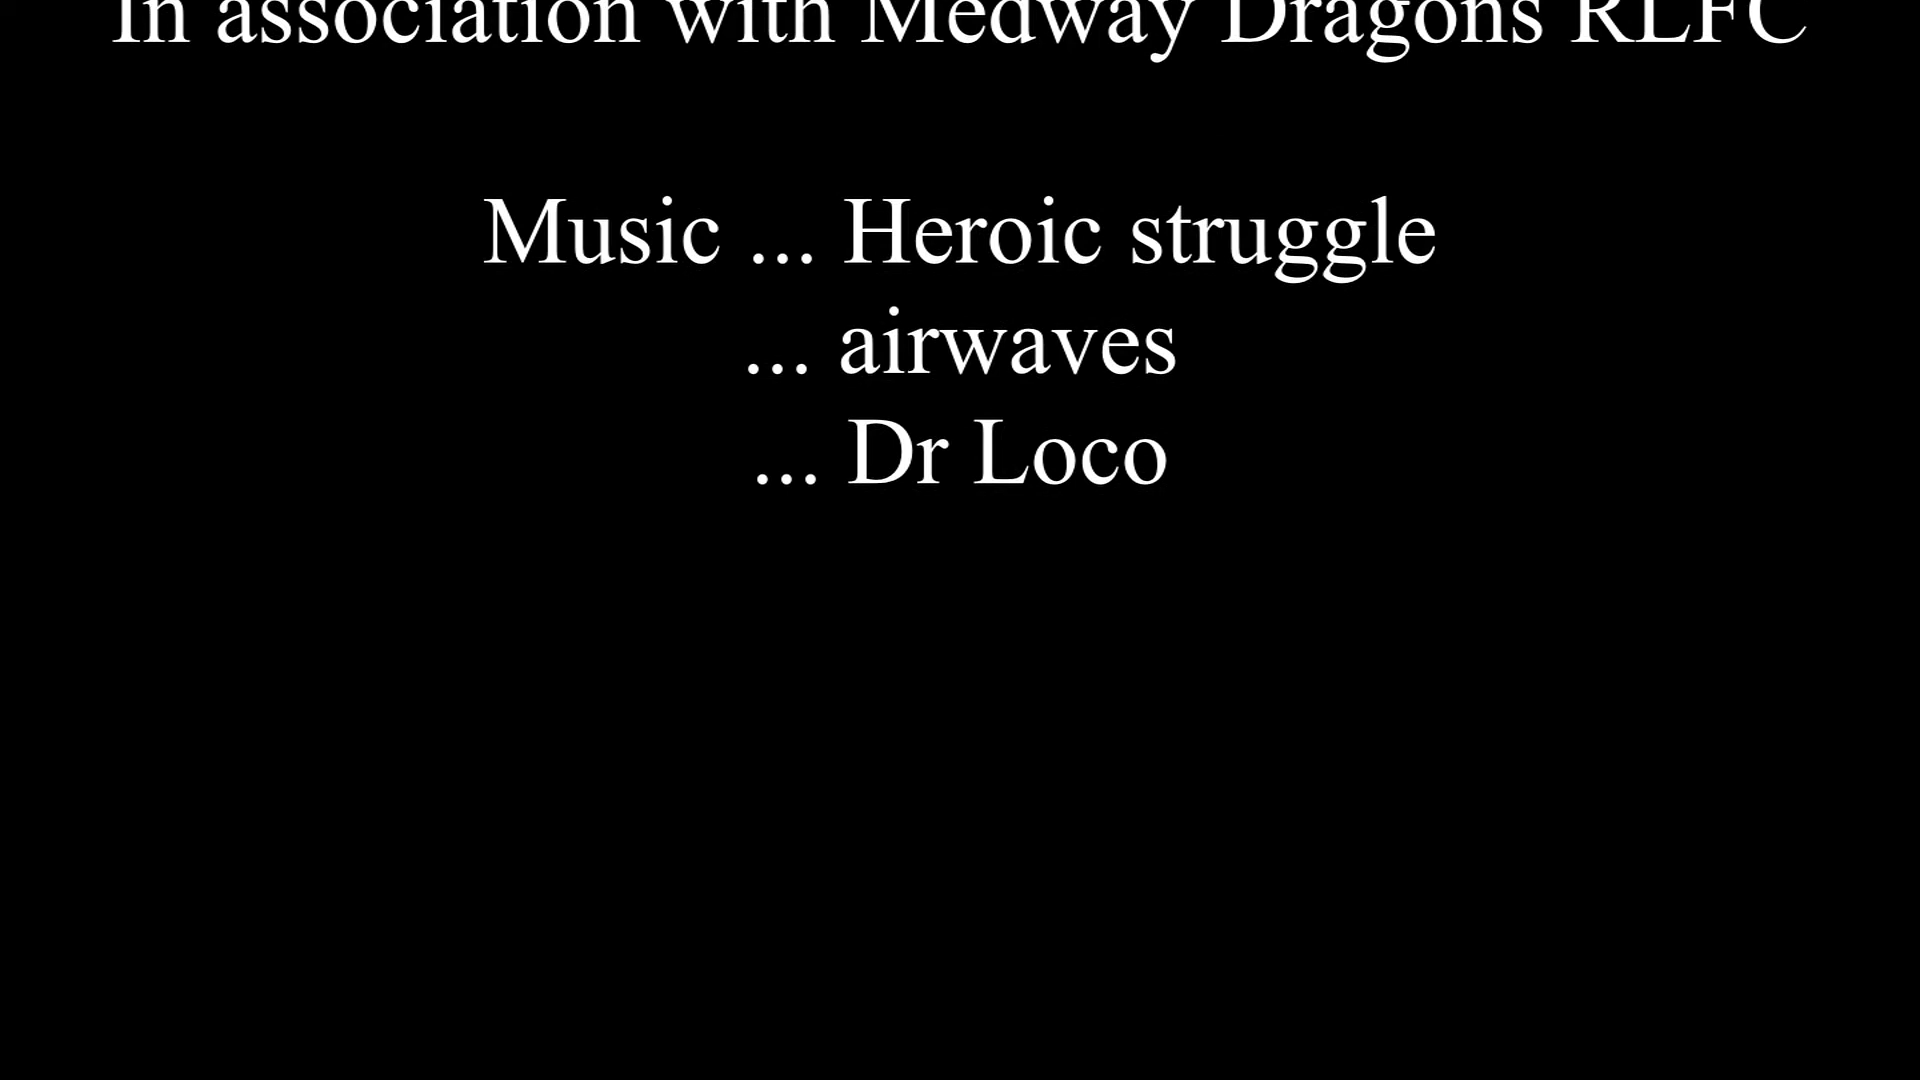 In association with Medway Dragons RLFC
Music ... Heroic struggle
... airwaves
... Dr Loco